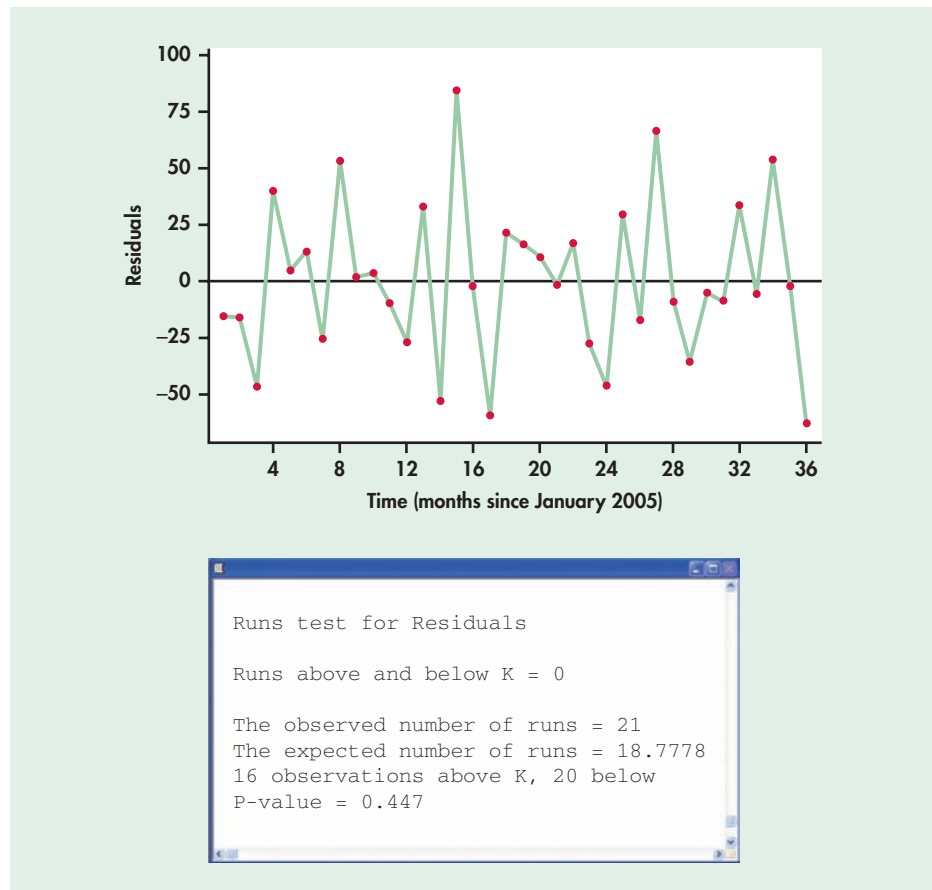 100
75
50
25
0
−25
−50
Residuals
4 8 12 16 20 24 28 32 36
Time (months since January 2005)
Runs test for Residuals
Runs above and below K = 0
The observed number of runs = 21
The expected number of runs = 18.7778
16 observations above K, 20 below
P-value = 0.447